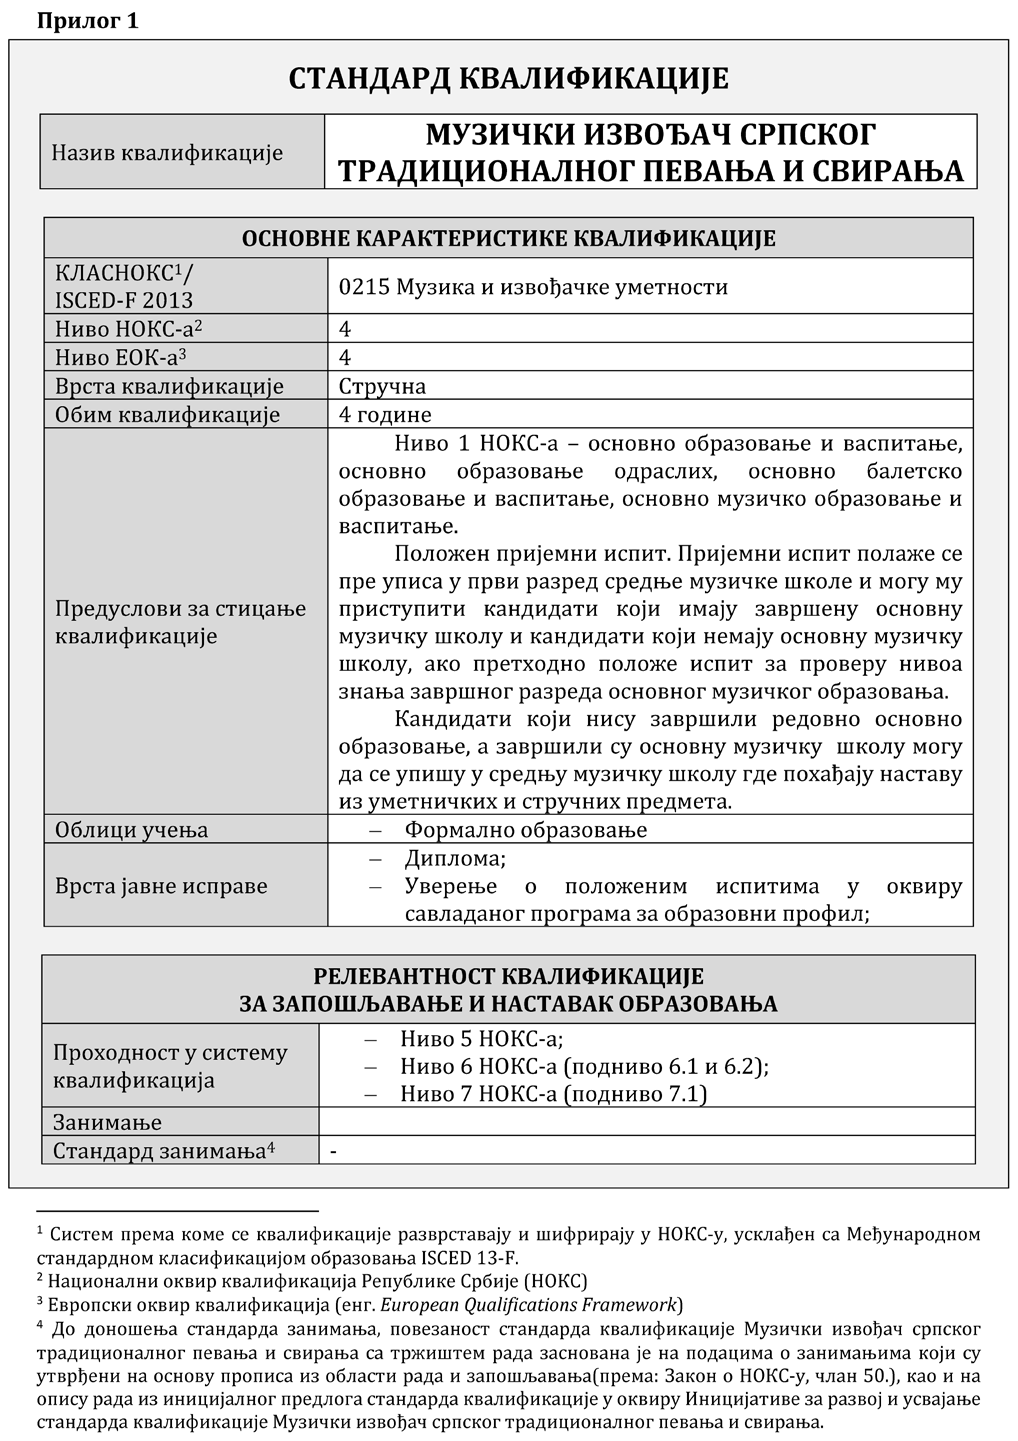 Прилог 1
СТАНДАРД КВАЛИФИКАЦИЈЕ
Назив квалификације
МУЗИЧКИ ИЗВОЂАЧ СРПСКОГ
ТРАДИЦИОНАЛНОГ ПЕВАЊА И СВИРАЊА
ОСНОВНЕ КАРАКТЕРИСТИКЕ КВАЛИФИКАЦИЈЕ
КЛАСНОКС¹/
ISCED-F 2013
0215 Музика и извођачке уметности
Ниво НОКС-а²
4
Ниво ЕОК-а³
4
Врста квалификације
Стручна
Обим квалификације
4 године
Предуслови за стицање
квалификације
Ниво 1 НОКС-а – основно образовање и васпитање,
основно образовање одраслих, основно балетско
образовање и васпитање, основно музичко образовање и
васпитање.
Положен пријемни испит. Пријемни испит полаже се
пре уписа у први разред средње музичке школе и могу му
приступити кандидати који имају завршену основну
музичку школу и кандидати који немају основну музичку
школу, ако претходно положе испит за проверу нивоа
знања завршног разреда основног музичког образовања.
Кандидати који нису завршили редовно основно
образовање, а завршили су основну музичку школу могу
да се упишу у средњу музичку школу где похађају наставу
из уметничких и стручних предмета.
Облици учења
– Формално образовање
Врста јавне исправе
– Диплома;
– Уверење о положеним испитима у оквиру
савладаног програма за образовни профил;
РЕЛЕВАНТНОСТ КВАЛИФИКАЦИЈЕ
ЗА ЗАПОШЉАВАЊЕ И НАСТАВАК ОБРАЗОВАЊА
Проходност у систему
квалификација
– Ниво 5 НОКС-а;
– Ниво 6 НОКС-а (подниво 6.1 и 6.2);
– Ниво 7 НОКС-а (подниво 7.1)
Занимање
Стандард занимања⁴
-
¹ Систем према коме се квалификације разврставају и шифрирају у НОКС-у, усклађен са Међународном
стандардном класификацијом образовања ISCED 13-F.
² Национални оквир квалификација Републике Србије (НОКС)
³ Европски оквир квалификација (енг. European Qualifications Framework)
⁴ До доношења стандарда занимања, повезаност стандарда квалификације Музички извођач српског
традиционалног певања и свирања са тржиштем рада заснована је на подацима о занимањима који су
утврђени на основу прописа из области рада и запошљавања(према: Закон о НОКС-у, члан 50.), као и на
опису рада из иницијалног предлога стандарда квалификације у оквиру Иницијативе за развој и усвајање
стандарда квалификације Музички извођач српског традиционалног певања и свирања.